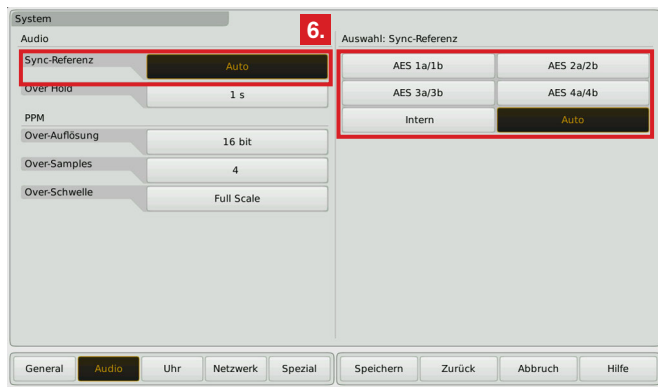 System
6.
Audio
Sync-Referenz Auto
Over Hold 1 s
PPM
Over-Auflösung 16 bit
Over-Samples 4
Over-Schwelle Full Scale
Auswahl: Sync-Referenz
AES 1a/1b AES 2a/2b
AES 3a/3b AES 4a/4b
Intern Auto
General Audio Uhr Netzwerk Spezial Speichern Zurück Abbruch Hilfe